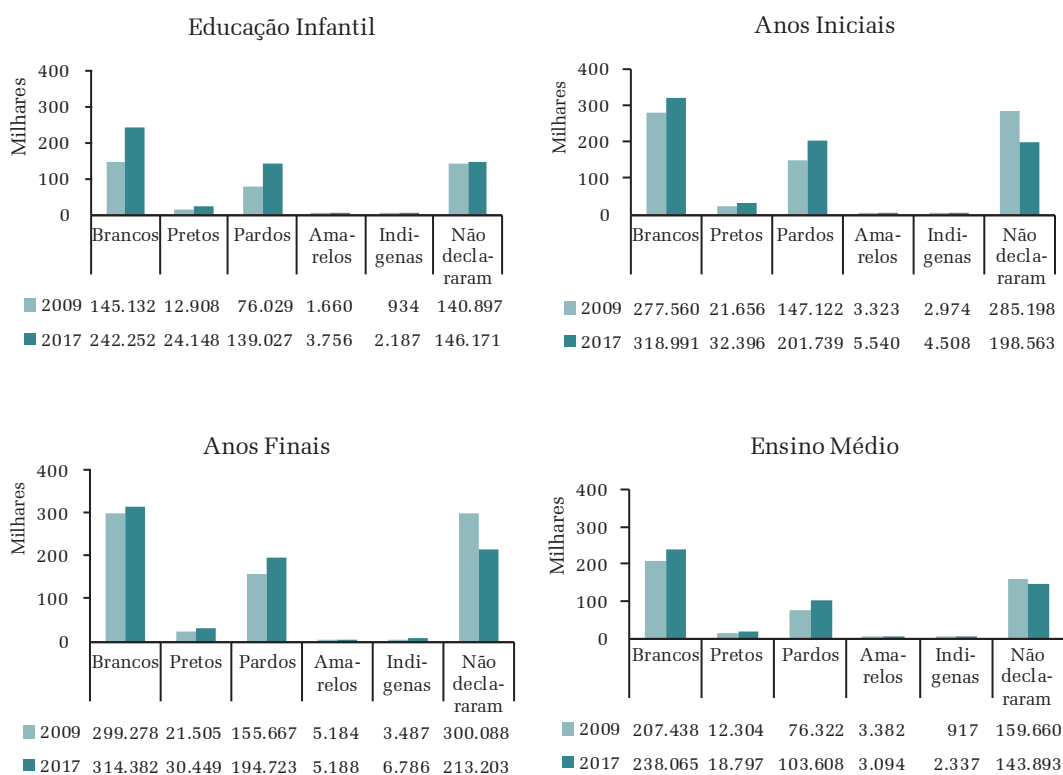 Educação Infantil
Milhares
400
300
200
100
0
Brancos Pretos Pardos Ama-relos Indi-genas Não decla-raram
2009 145.132 12.908 76.029 1.660 934 140.897
2017 242.252 24.148 139.027 3.756 2.187 146.171
Anos Iniciais
Milhares
400
300
200
100
0
Brancos Pretos Pardos Ama-relos Indi-genas Não decla-raram
2009 277.560 21.656 147.122 3.323 2.974 285.198
2017 318.991 32.396 201.739 5.540 4.508 198.563
Anos Finais
Milhares
400
300
200
100
0
Brancos Pretos Pardos Ama-relos Indi-genas Não decla-raram
2009 299.278 21.505 155.667 5.184 3.487 300.088
2017 314.382 30.449 194.723 5.188 6.786 213.203
Ensino Médio
Milhares
400
300
200
100
0
Brancos Pretos Pardos Ama-relos Indi-genas Não decla-raram
2009 207.438 12.304 76.322 3.382 917 159.660
2017 238.065 18.797 103.608 3.094 2.337 143.893